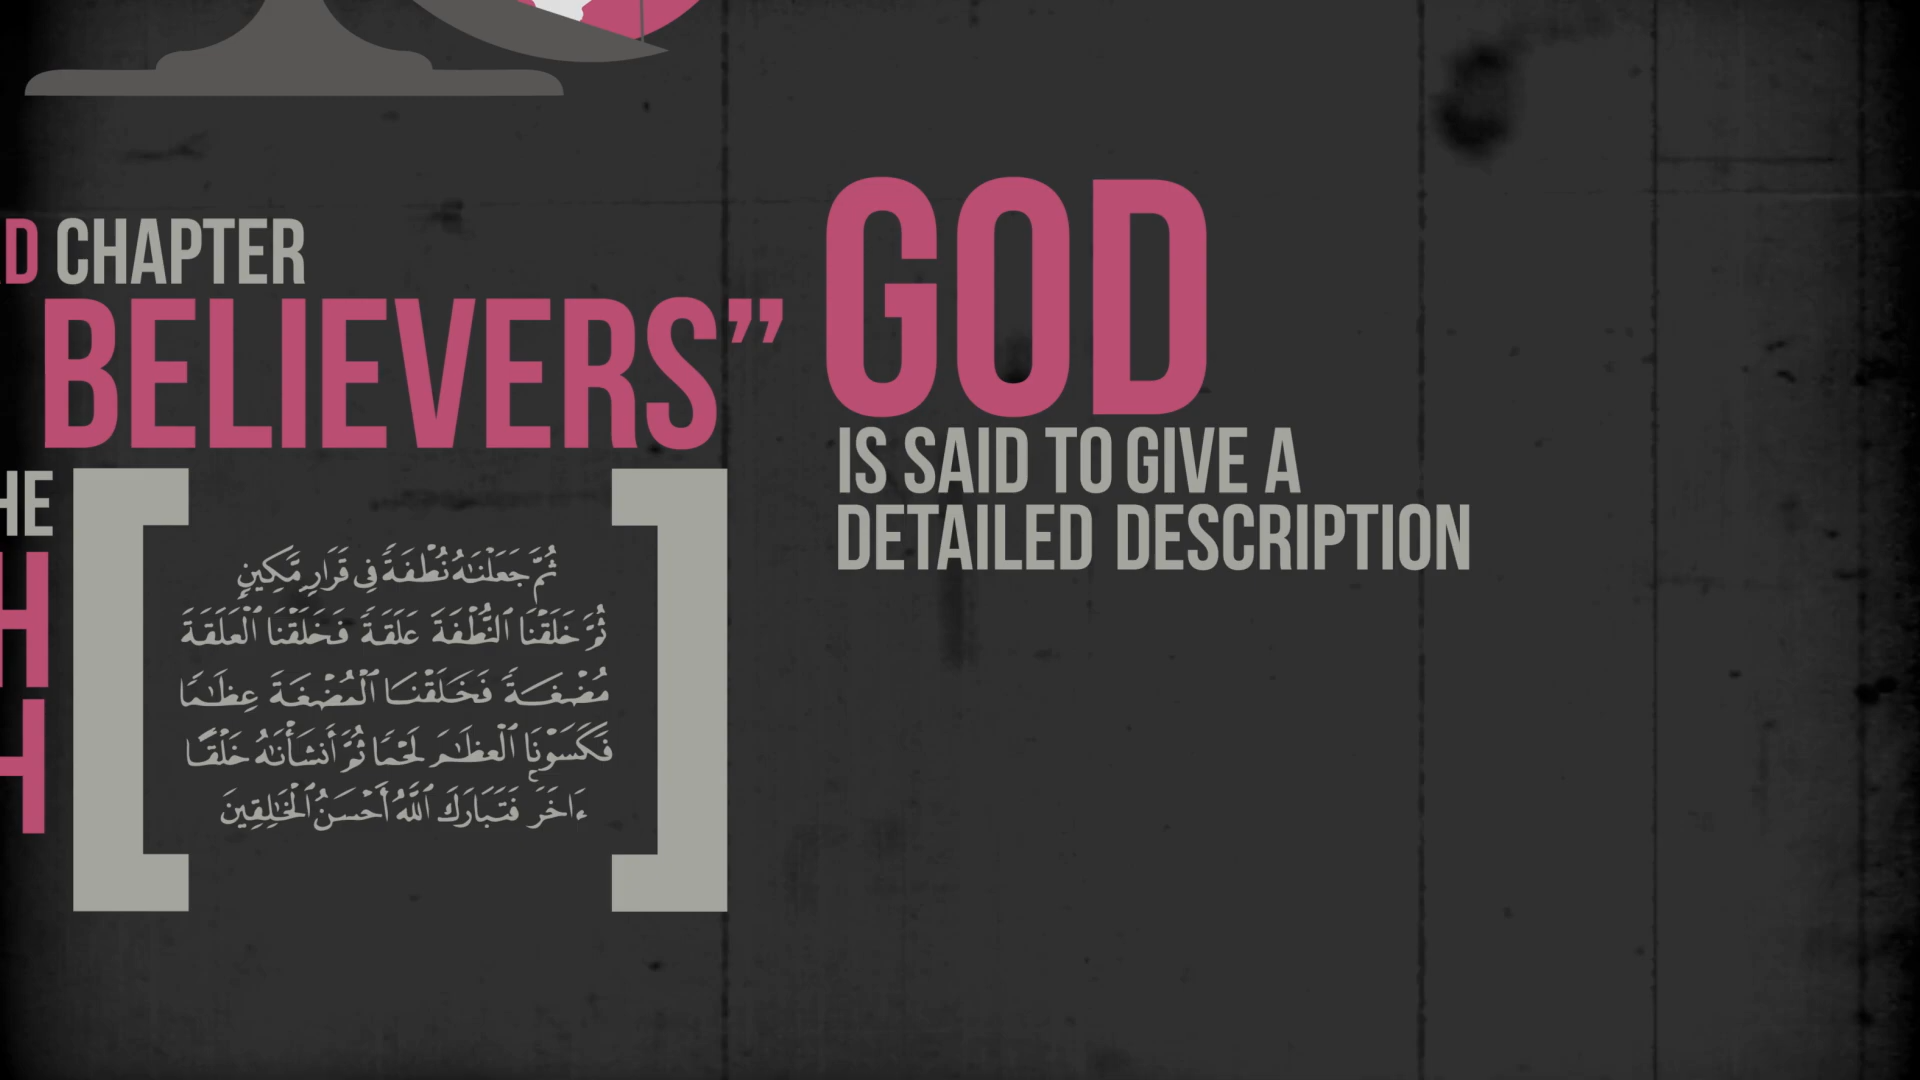 D CHAPTER
BELIEVERS”
HE
H
H
ثُمَّ جَعَلْنَٰهُ نُطْفَةً فِى قَرَارٍ مَّكِينٍ
ثُمَّ خَلَقْنَا ٱلنُّطْفَةَ عَلَقَةً فَخَلَقْنَا ٱلْعَلَقَةَ
مُضْغَةً فَخَلَقْنَا ٱلْمُضْغَةَ عِظَٰمًا
فَكَسَوْنَا ٱلْعِظَٰمَ لَحْمًا ثُمَّ أَنشَأْنَٰهُ خَلْقًا
ءَاخَرَ فَتَبَارَكَ ٱللَّهُ أَحْسَنُ ٱلْخَٰلِقِينَ
GOD
IS SAID TO GIVE A
DETAILED DESCRIPTION